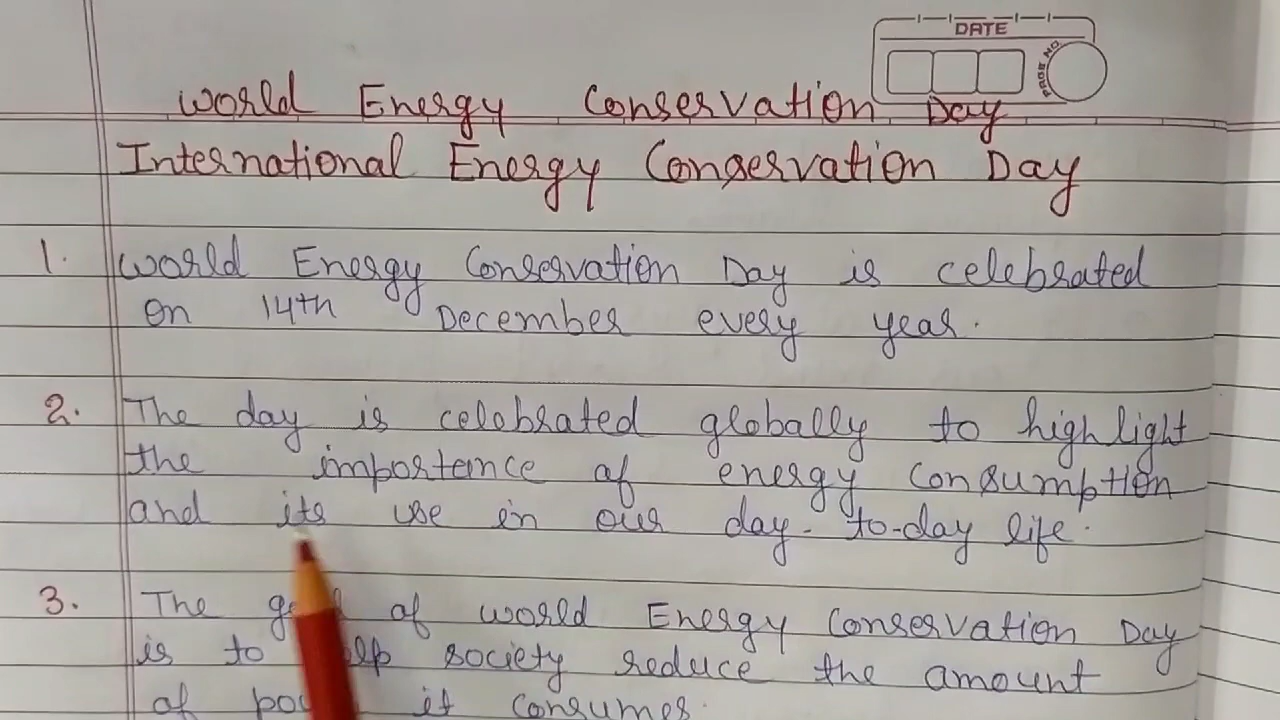 DATE
PAGE NO.
World Energy Conservation Day
International Energy Conservation Day
1. World Energy Conservation Day is celebrated
on 14th December every year.
2. The day is celebrated globally to highlight
the importance of energy consumption
and its use in our day-to-day life.
3. The of World Energy Conservation Day
is to society reduce the amount
of it consumes.